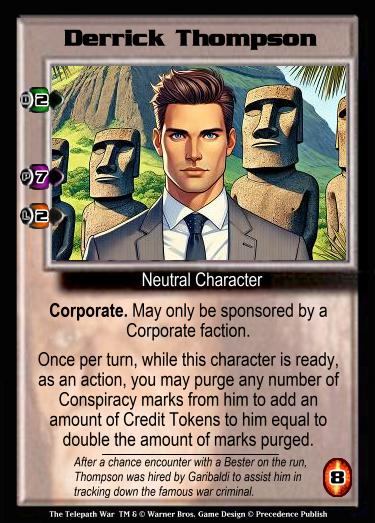 Derrick Thompson
D 2
P 7
L 2
Neutral Character
Corporate. May only be sponsored by a
Corporate faction.
Once per turn, while this character is ready,
as an action, you may purge any number of
Conspiracy marks from him to add an
amount of Credit Tokens to him equal to
double the amount of marks purged.
After a chance encounter with a Bester on the run,
Thompson was hired by Garibaldi to assist him in
tracking down the famous war criminal.
8
The Telepath War TM & © Warner Bros. Game Design © Precedence Publish